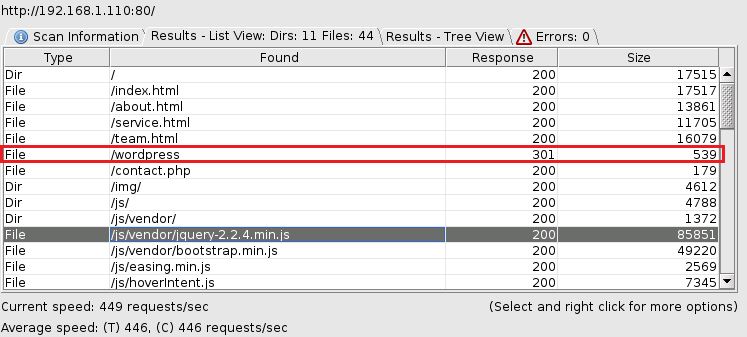 http://192.168.1.110:80/
Scan Information Results - List View: Dirs: 11 Files: 44 Results - Tree View Errors: 0
Type Found Response Size
Dir / 200 17515
File /index.html 200 17517
File /about.html 200 13861
File /service.html 200 11705
File /team.html 200 16079
File /wordpress 301 539
File /contact.php 200 179
Dir /img/ 200 4612
Dir /js/ 200 4788
Dir /js/vendor/ 200 1372
File /js/vendor/jquery-2.2.4.min.js 200 85851
File /js/vendor/bootstrap.min.js 200 49220
File /js/easing.min.js 200 2569
File /js/hoverIntent.js 200 7345
Current speed: 449 requests/sec (Select and right click for more options)
Average speed: (T) 446, (C) 446 requests/sec